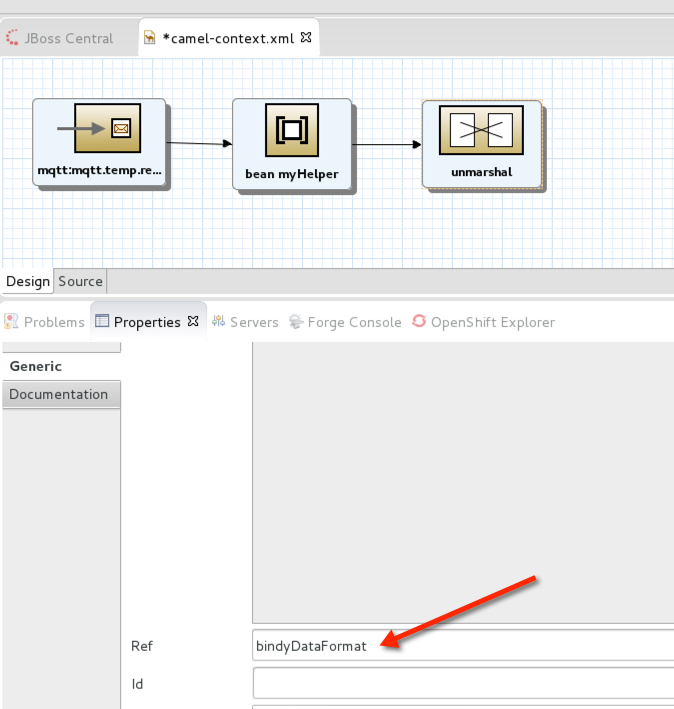 JBoss Central
*camel-context.xml
mqtt:mqtt.temp.re...
bean myHelper
unmarshal
Design
Source
Problems
Properties
Servers
Forge Console
OpenShift Explorer
Generic
Documentation
Ref
bindyDataFormat
Id